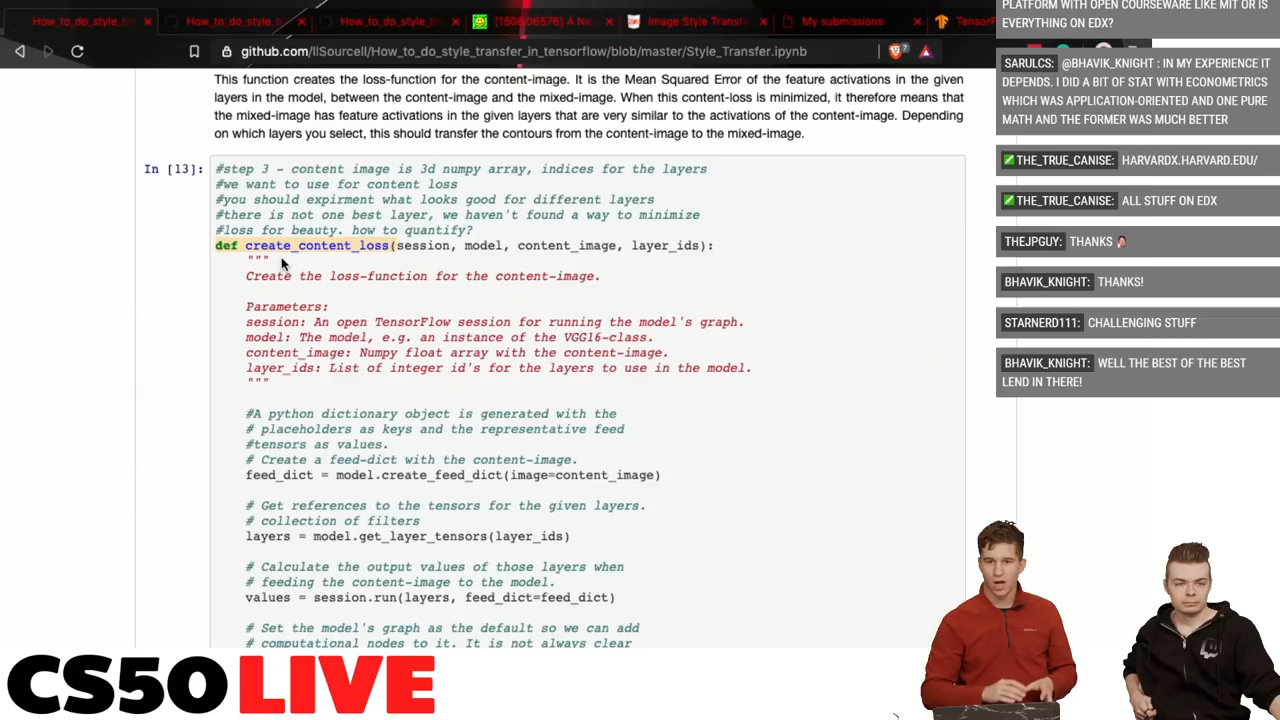 How_to_do_style_tr
How_to_do_style_tr
How_to_do_style_tr
[1508.06576] A Ne
Image Style Transfe
My submissions
TensorF
github.com/llSourcell/How_to_do_style_transfer_in_tensorflow/blob/master/Style_Transfer.ipynb
7
This function creates the loss-function for the content-image. It is the Mean Squared Error of the feature activations in the given
layers in the model, between the content-image and the mixed-image. When this content-loss is minimized, it therefore means that
the mixed-image has feature activations in the given layers that are very similar to the activations of the content-image. Depending
on which layers you select, this should transfer the contours from the content-image to the mixed-image.
In [13]:
#step 3 - content image is 3d numpy array, indices for the layers
#we want to use for content loss
#you should expirment what looks good for different layers
#there is not one best layer, we haven't found a way to minimize
#loss for beauty. how to quantify?
def create_content_loss(session, model, content_image, layer_ids):
"""
Create the loss-function for the content-image.
Parameters:
session: An open TensorFlow session for running the model's graph.
model: The model, e.g. an instance of the VGG16-class.
content_image: Numpy float array with the content-image.
layer_ids: List of integer id's for the layers to use in the model.
"""
#A python dictionary object is generated with the
# placeholders as keys and the representative feed
#tensors as values.
# Create a feed-dict with the content-image.
feed_dict = model.create_feed_dict(image=content_image)
# Get references to the tensors for the given layers.
# collection of filters
layers = model.get_layer_tensors(layer_ids)
# Calculate the output values of those layers when
# feeding the content-image to the model.
values = session.run(layers, feed_dict=feed_dict)
# Set the model's graph as the default so we can add
# computational nodes to it. It is not always clear
PLATFORM WITH OPEN COURSEWARE LIKE MIT OR IS
EVERYTHING ON EDX?
SARULCS: @BHAVIK_KNIGHT : IN MY EXPERIENCE IT
DEPENDS. I DID A BIT OF STAT WITH ECONOMETRICS
WHICH WAS APPLICATION-ORIENTED AND ONE PURE
MATH AND THE FORMER WAS MUCH BETTER
THE_TRUE_CANISE: HARVARDX.HARVARD.EDU/
THE_TRUE_CANISE: ALL STUFF ON EDX
THEJPGUY: THANKS
BHAVIK_KNIGHT: THANKS!
STARNERD111: CHALLENGING STUFF
BHAVIK_KNIGHT: WELL THE BEST OF THE BEST
LEND IN THERE!
CS50 LIVE